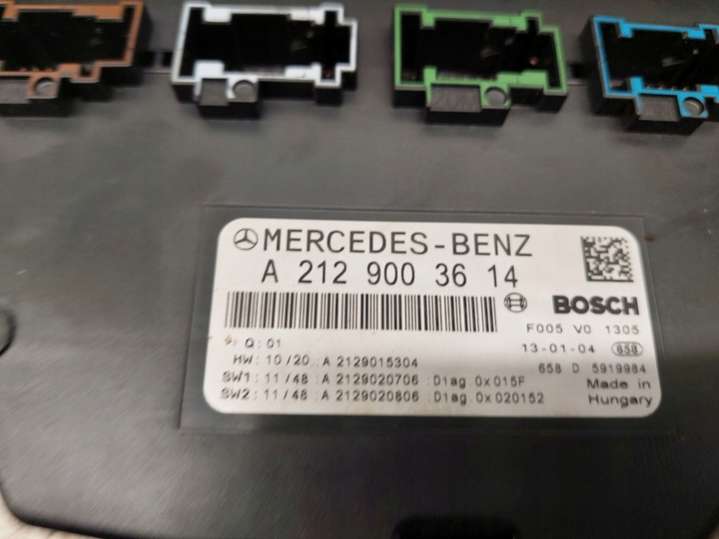 MERCEDES-BENZ
A 212 900 36 14
BOSCH
F005 V0 1305
Q:01
13-01-04 658
HW: 10/20 :A 2129015304
658 D 5919984
SW1: 11/48 :A 2129020706 :Diag 0x015F
Made in
SW2: 11/48 :A 2129020806 :Diag 0x020152
Hungary